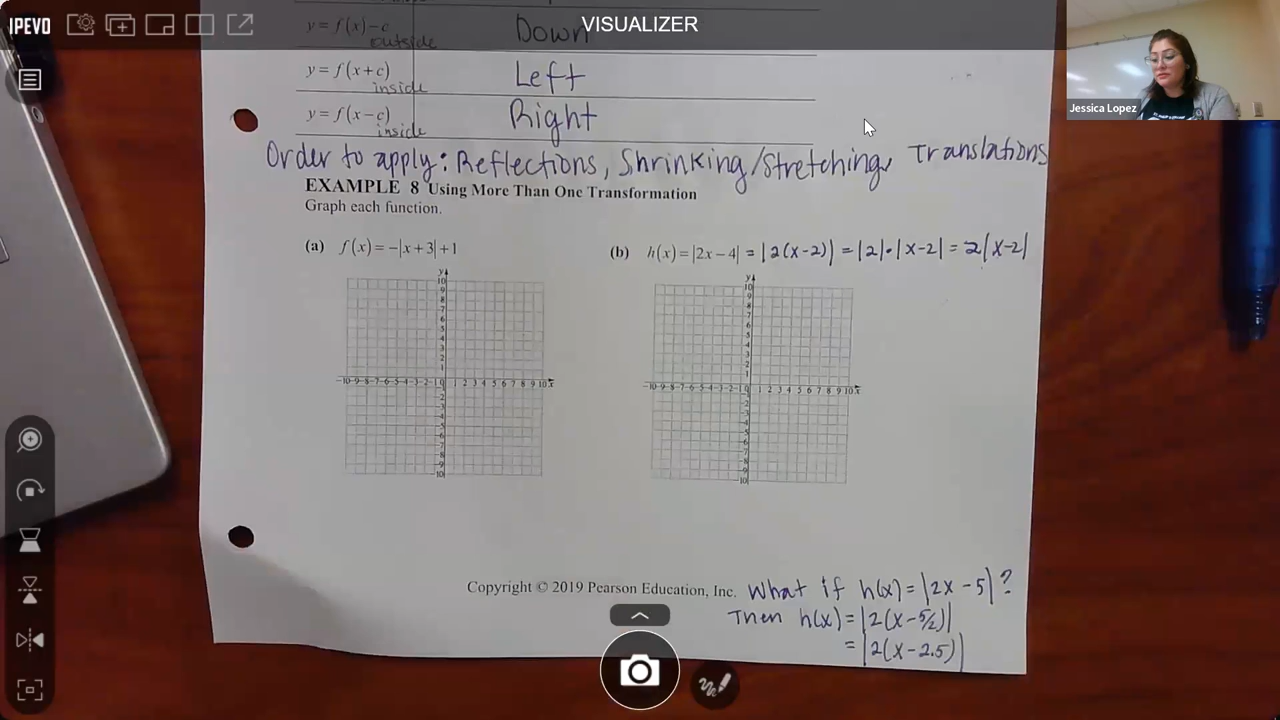 IPEVO
VISUALIZER
Jessica Lopez
y = f(x) − c
outside
Down
y = f(x+c)
inside
Left
y = f(x−c)
inside
Right
Order to apply: Reflections, Shrinking/Stretching, Translations
EXAMPLE 8 Using More Than One Transformation
Graph each function.
(a) f(x) = −|x+3|+1
(b) h(x) = |2x−4| = |2(x−2)| = |2|·|x−2| = 2|x−2|
Copyright © 2019 Pearson Education, Inc.
What if h(x) = |2x −5|?
Then h(x) = |2(x−5/2)|
= |2(x−2.5)|